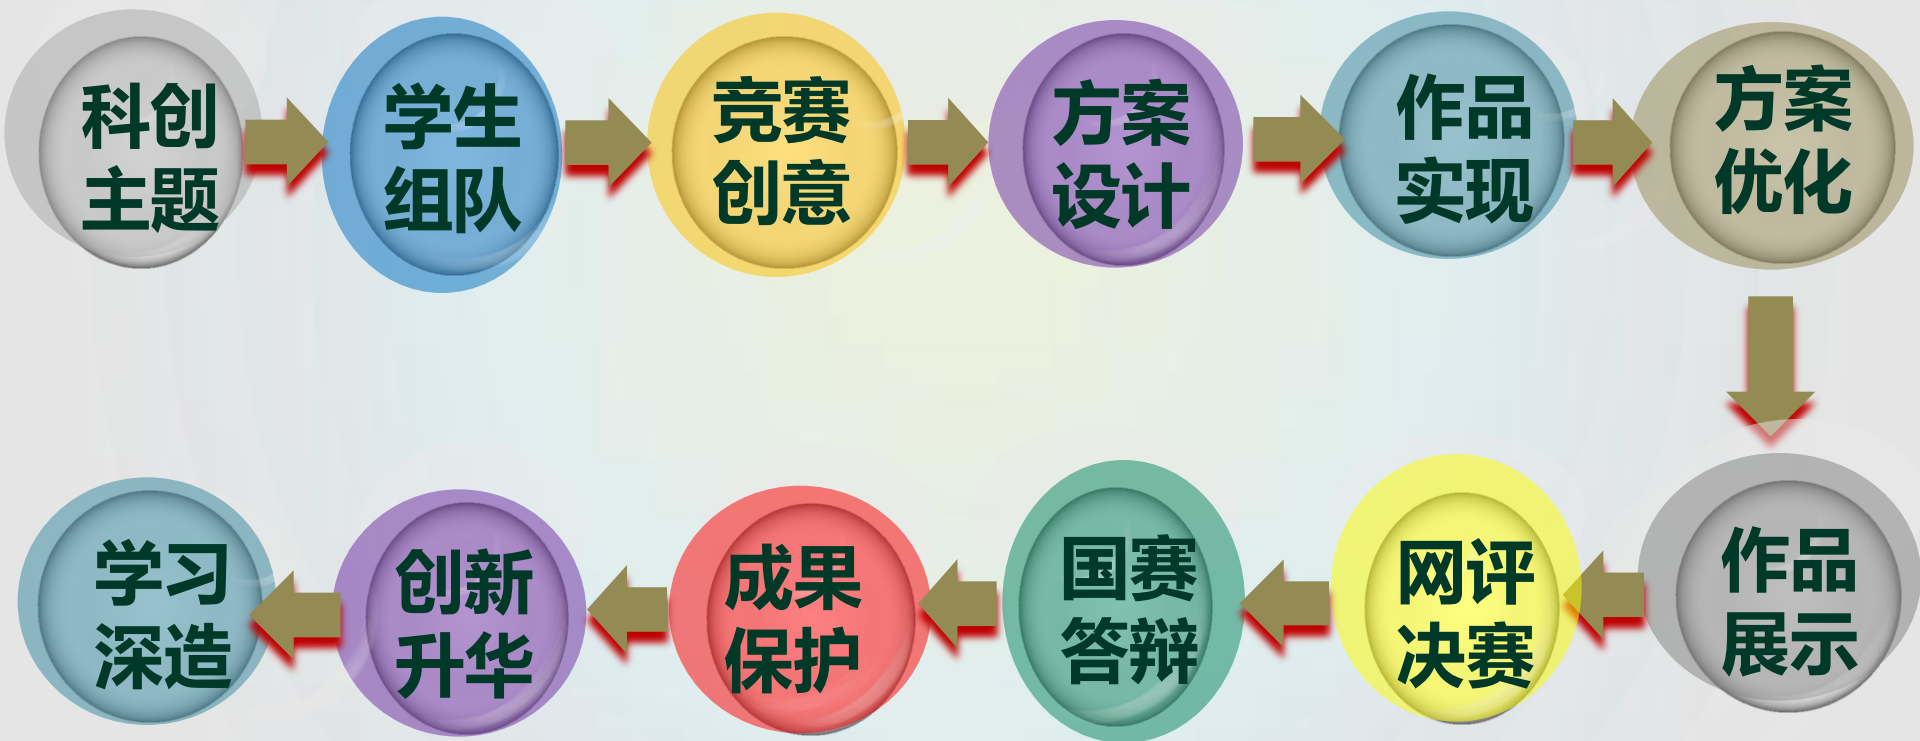 科创
主题
学生
组队
竞赛
创意
方案
设计
作品
实现
方案
优化
作品
展示
网评
决赛
国赛
答辩
成果
保护
创新
升华
学习
深造